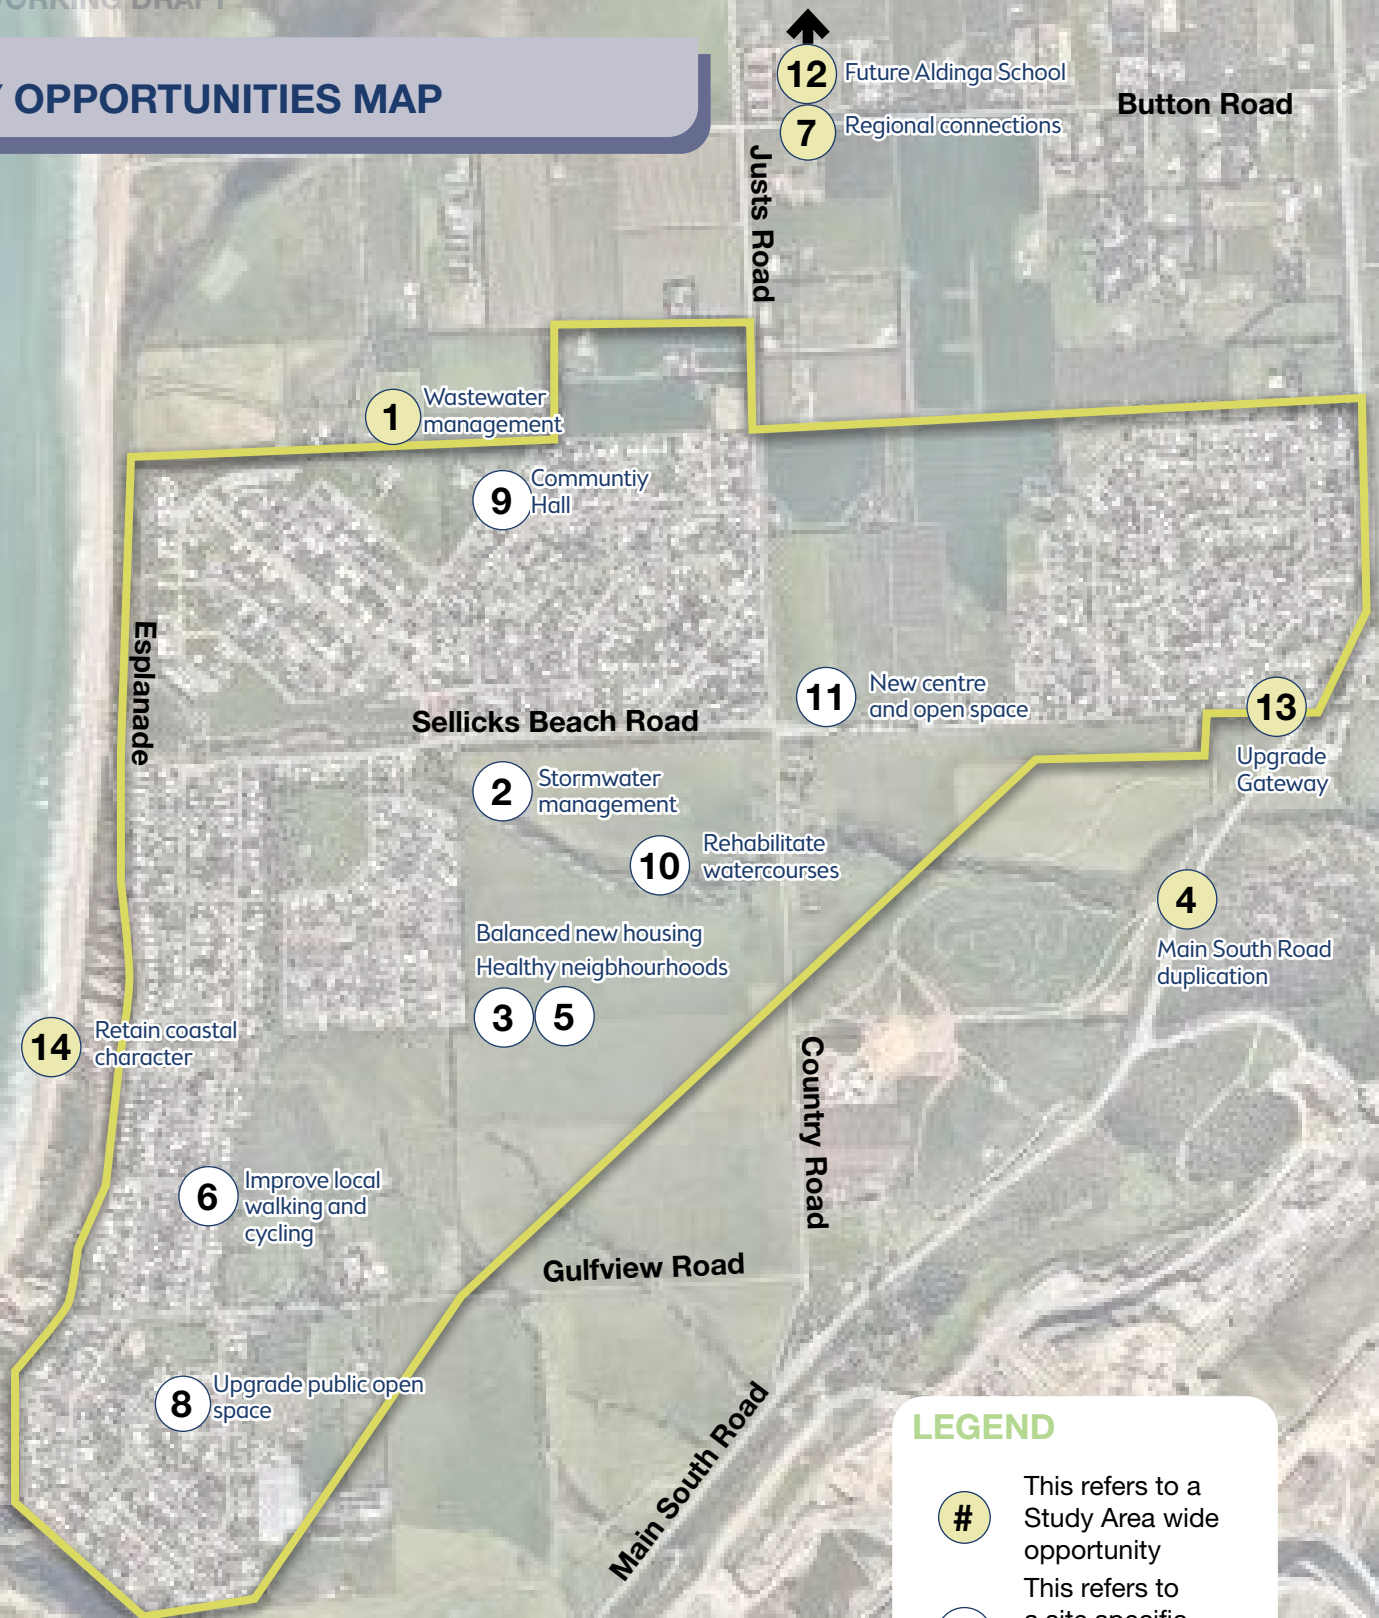 WORKING DRAFT
OPPORTUNITIES MAP
12 Future Aldinga School
7 Regional connections
Button Road
Justs Road
1 Wastewater
management
9 Communtiy
Hall
Esplanade
Sellicks Beach Road
11 New centre
and open space
13
Upgrade
Gateway
2 Stormwater
management
10 Rehabilitate
watercourses
4
Main South Road
duplication
Balanced new housing
Healthy neigbhourhoods
3 5
14 Retain coastal
character
Country Road
6 Improve local
walking and
cycling
Gulfview Road
8 Upgrade public open
space
Main South Road
LEGEND
# This refers to a
Study Area wide
opportunity
This refers to
a site specific